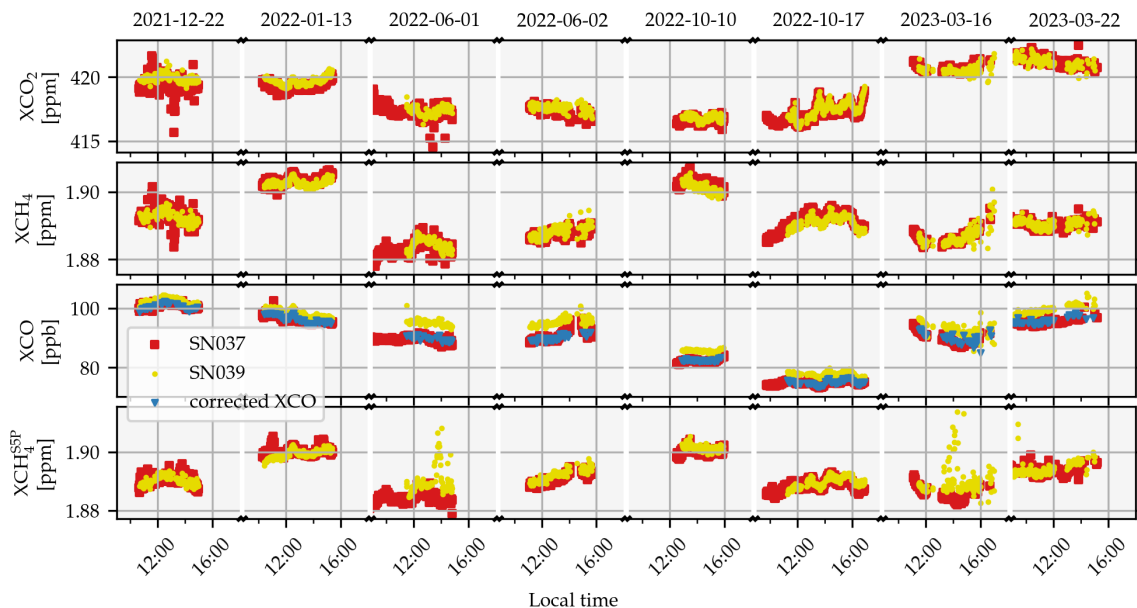 2021-12-22 2022-01-13 2022-06-01 2022-06-02 2022-10-10 2022-10-17 2023-03-16 2023-03-22
XCO₂
[ppm]
420
415
XCH₄
[ppm]
1.90
1.88
XCO
[ppb]
100
80
SN037
SN039
corrected XCO
XCH₄ˢ⁵ᴾ
[ppm]
1.90
1.88
12:00 16:00 12:00 16:00 12:00 16:00 12:00 16:00 12:00 16:00 12:00 16:00 12:00 16:00 12:00 16:00
Local time